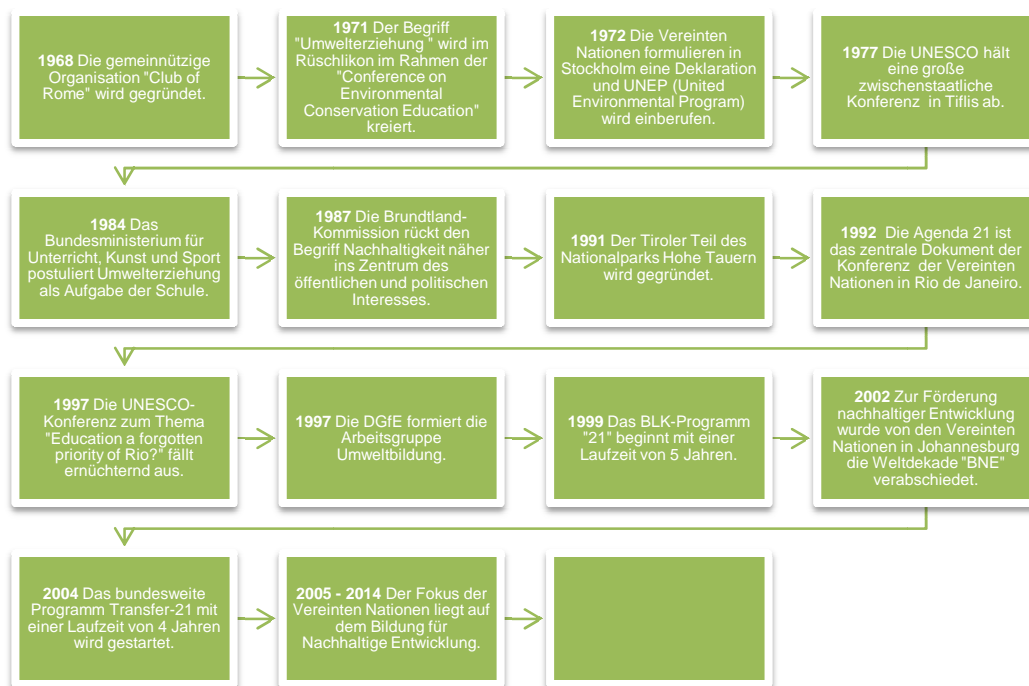 1968 Die gemeinnützige
Organisation "Club of
Rome" wird gegründet.
1971 Der Begriff
"Umwelterziehung " wird im
Rüschlikon im Rahmen der
"Conference on
Environmental
Conservation Education"
kreiert.
1972 Die Vereinten
Nationen formulieren in
Stockholm eine Deklaration
und UNEP (United
Environmental Program)
wird einberufen.
1977 Die UNESCO hält
eine große
zwischenstaatliche
Konferenz in Tiflis ab.
1984 Das
Bundesministerium für
Unterricht, Kunst und Sport
postuliert Umwelterziehung
als Aufgabe der Schule.
1987 Die Brundtland-
Kommission rückt den
Begriff Nachhaltigkeit näher
ins Zentrum des
öffentlichen und politischen
Interesses.
1991 Der Tiroler Teil des
Nationalparks Hohe Tauern
wird gegründet.
1992 Die Agenda 21 ist
das zentrale Dokument der
Konferenz der Vereinten
Nationen in Rio de Janeiro.
1997 Die UNESCO-
Konferenz zum Thema
"Education a forgotten
priority of Rio?" fällt
ernüchternd aus.
1997 Die DGfE formiert die
Arbeitsgruppe
Umweltbildung.
1999 Das BLK-Programm
"21" beginnt mit einer
Laufzeit von 5 Jahren.
2002 Zur Förderung
nachhaltiger Entwicklung
wurde von den Vereinten
Nationen in Johannesburg
die Weltdekade "BNE"
verabschiedet.
2004 Das bundesweite
Programm Transfer-21 mit
einer Laufzeit von 4 Jahren
wird gestartet.
2005 - 2014 Der Fokus der
Vereinten Nationen liegt auf
dem Bildung für
Nachhaltige Entwicklung.